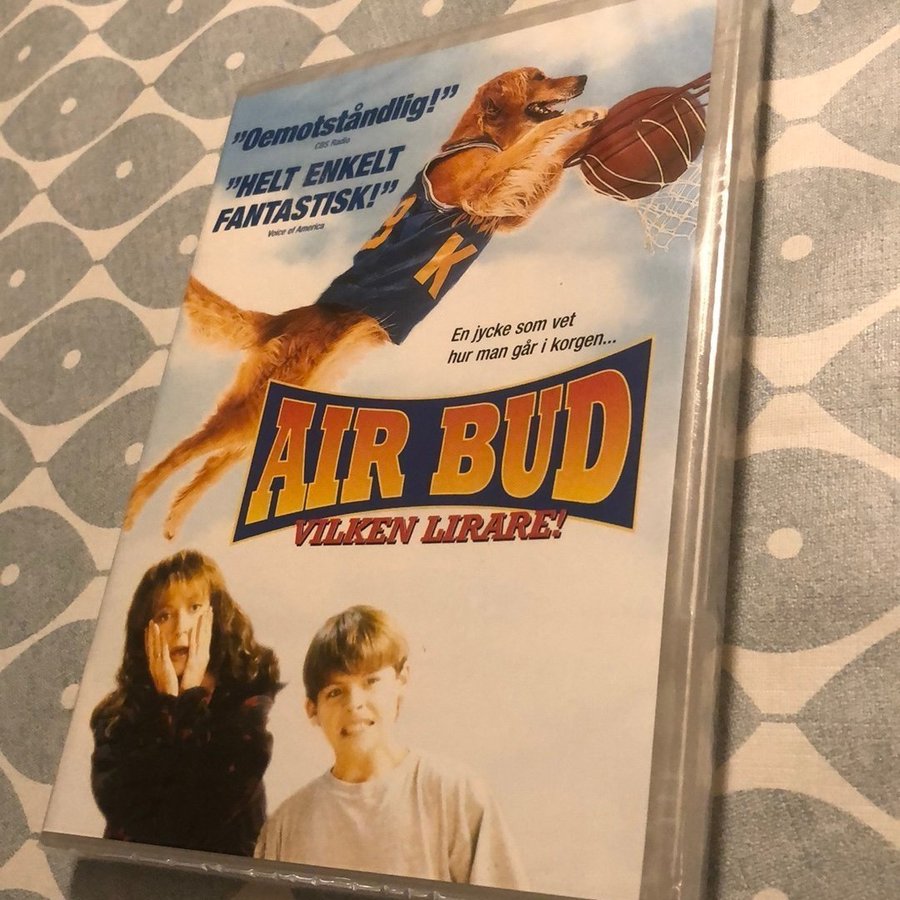 ”Oemotståndlig!”
CBS Radio
”HELT ENKELT
FANTASTISK!”
Voice of America
B K
En jycke som vet
hur man går i korgen...
AIR BUD
VILKEN LIRARE!